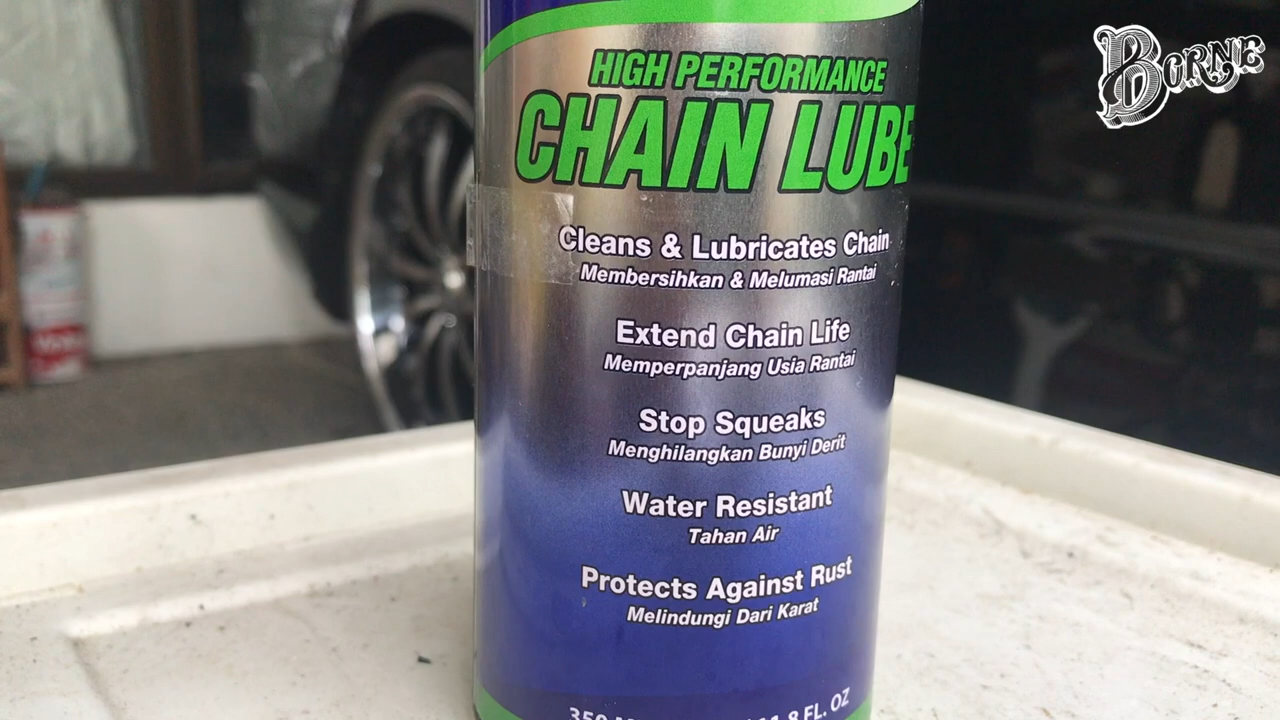 BORNE
HIGH PERFORMANCE
CHAIN LUBE
Cleans & Lubricates Chain
Membersihkan & Melumasi Rantai
Extend Chain Life
Memperpanjang Usia Rantai
Stop Squeaks
Menghilangkan Bunyi Derit
Water Resistant
Tahan Air
Protects Against Rust
Melindungi Dari Karat
FL. OZ